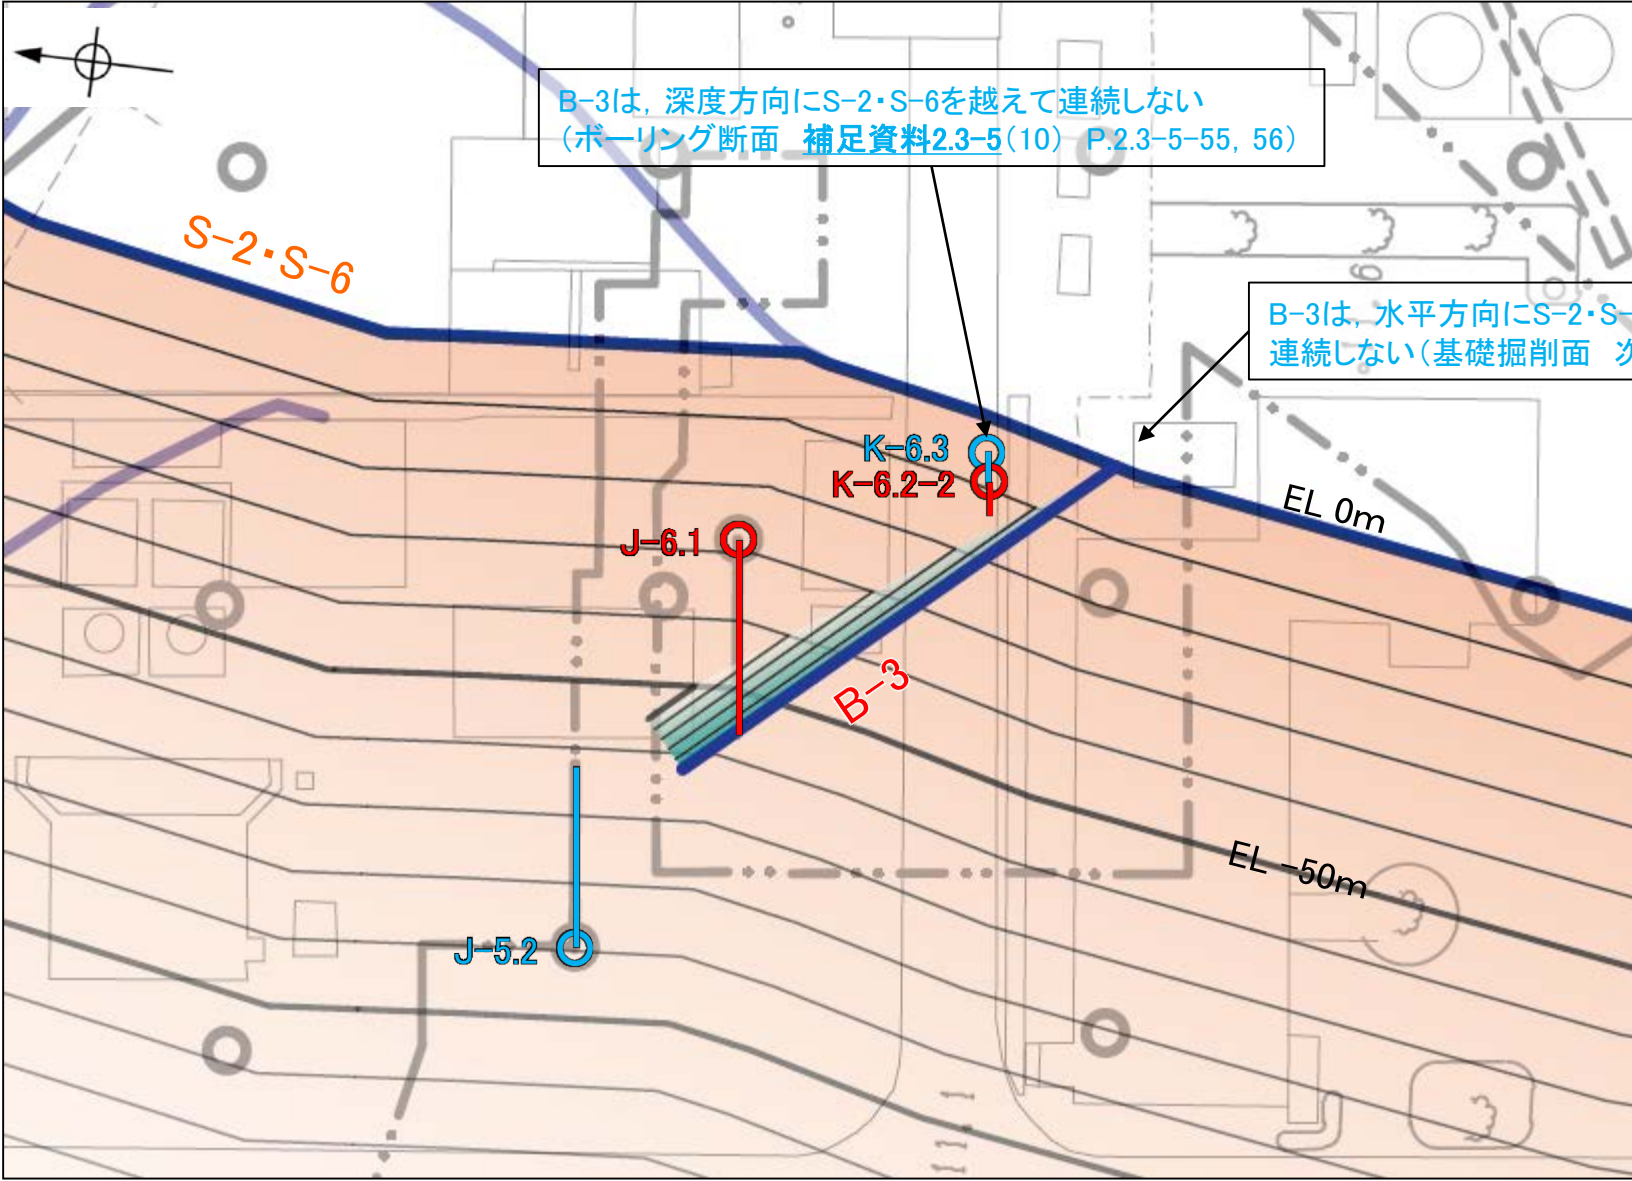 B-3は，深度方向にS-2・S-6を越えて連続しない
（ボーリング断面　補足資料2.3-5(10)　P.2.3-5-55, 56）
S-2・S-6
B-3は，水平方向にS-2・S-
連続しない（基礎掘削面　次
K-6.3
K-6.2-2
EL 0m
J-6.1
B-3
EL -50m
J-5.2
11.1